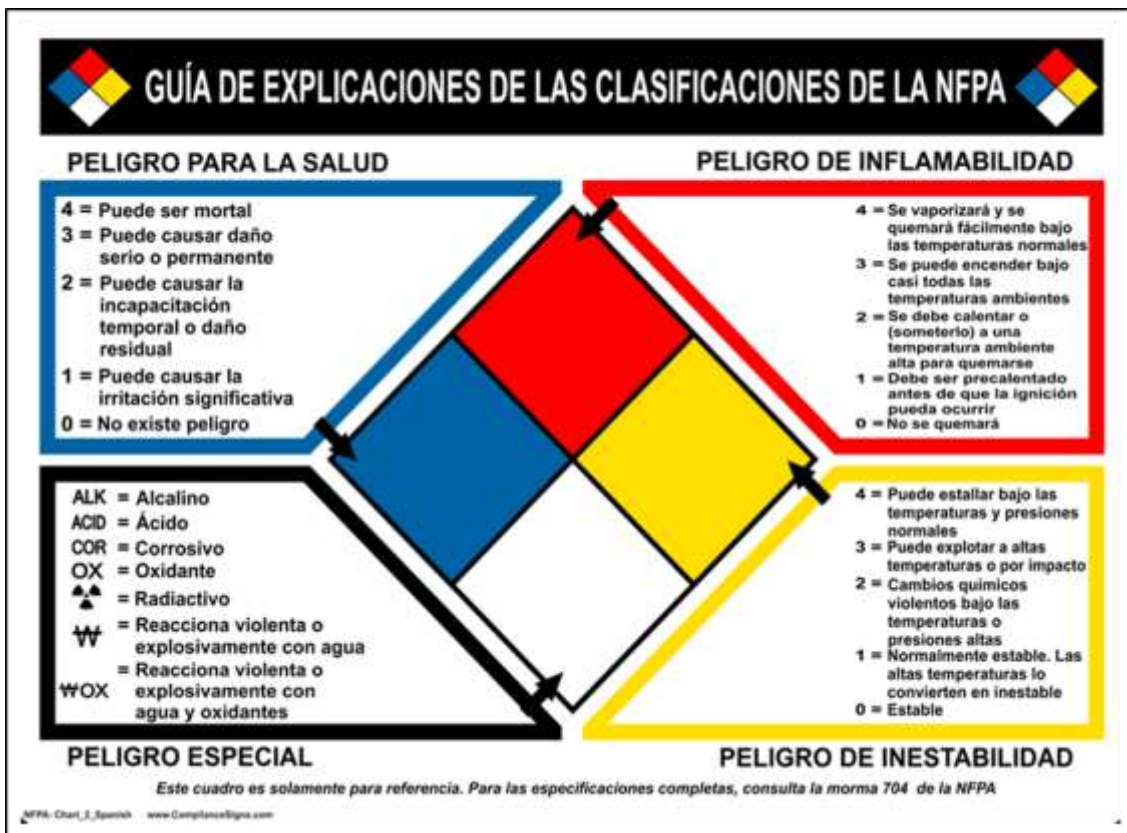 GUÍA DE EXPLICACIONES DE LAS CLASIFICACIONES DE LA NFPA
PELIGRO PARA LA SALUD
4 = Puede ser mortal
3 = Puede causar daño
serio o permanente
2 = Puede causar la
incapacitación
temporal o daño
residual
1 = Puede causar la
irritación significativa
0 = No existe peligro
PELIGRO DE INFLAMABILIDAD
4 = Se vaporizará y se
quemará fácilmente bajo
las temperaturas normales
3 = Se puede encender bajo
casi todas las
temperaturas ambientes
2 = Se debe calentar o
(someterlo) a una
temperatura ambiente
alta para quemarse
1 = Debe ser precalentado
antes de que la ignición
pueda ocurrir
0 = No se quemará
ALK = Alcalino
ACID = Ácido
COR = Corrosivo
OX = Oxidante
= Radiactivo
W = Reacciona violenta o
explosivamente con agua
= Reacciona violenta o
WOX explosivamente con
agua y oxidantes
PELIGRO ESPECIAL
4 = Puede estallar bajo las
temperaturas y presiones
normales
3 = Puede explotar a altas
temperaturas o por impacto
2 = Cambios químicos
violentos bajo las
temperaturas o
presiones altas
1 = Normalmente estable. Las
altas temperaturas lo
convierten en inestable
0 = Estable
PELIGRO DE INESTABILIDAD
Este cuadro es solamente para referencia. Para las especificaciones completas, consulta la morma 704 de la NFPA
NFPA-Chart_2_Spanish www.ComplianceSigns.com